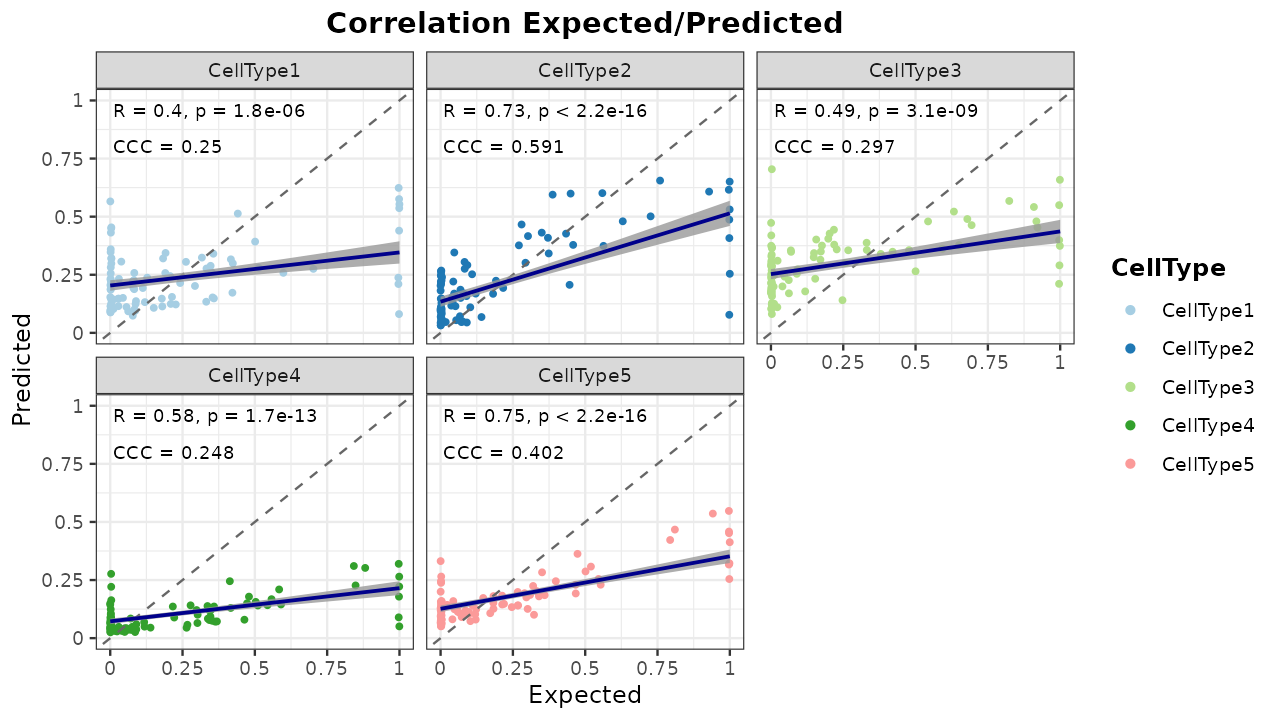 Correlation Expected/Predicted
CellType1
CellType2
CellType3
R = 0.4, p = 1.8e-06
CCC = 0.25
R = 0.73, p < 2.2e-16
CCC = 0.591
R = 0.49, p = 3.1e-09
CCC = 0.297
1
0.75
0.5
0.25
0
0 0.25 0.5 0.75 1
CellType4
CellType5
R = 0.58, p = 1.7e-13
CCC = 0.248
R = 0.75, p < 2.2e-16
CCC = 0.402
1
0.75
0.5
0.25
0
0 0.25 0.5 0.75 1
0 0.25 0.5 0.75 1
Expected
Predicted
CellType
CellType1
CellType2
CellType3
CellType4
CellType5